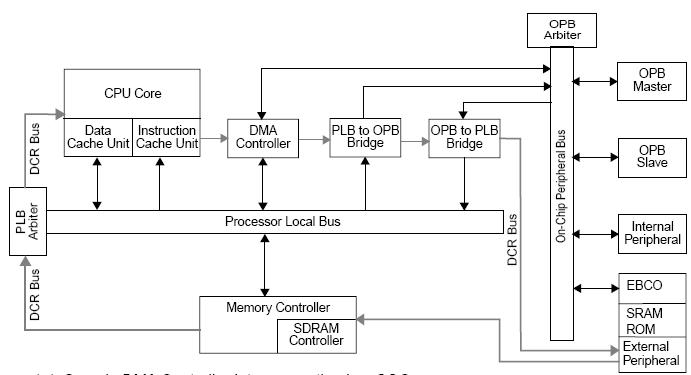 OPB
Arbiter
CPU Core
Data
Cache Unit
Instruction
Cache Unit
DMA
Controller
PLB to OPB
Bridge
OPB to PLB
Bridge
OPB
Master
OPB
Slave
Internal
Peripheral
EBCO
SRAM
ROM
External
Peripheral
On-Chip Peripheral Bus
DCR Bus
PLB
Arbiter
Processor Local Bus
DCR Bus
DCR Bus
Memory Controller
SDRAM
Controller